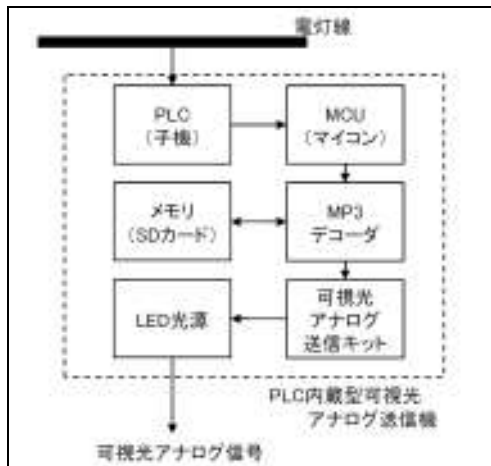 電灯線
PLC
(子機)
MCU
(マイコン)
メモリ
(SDカード)
MP3
デコーダ
LED光源
可視光
アナログ
送信キット
PLC内蔵型可視光
アナログ送信機
可視光アナログ信号